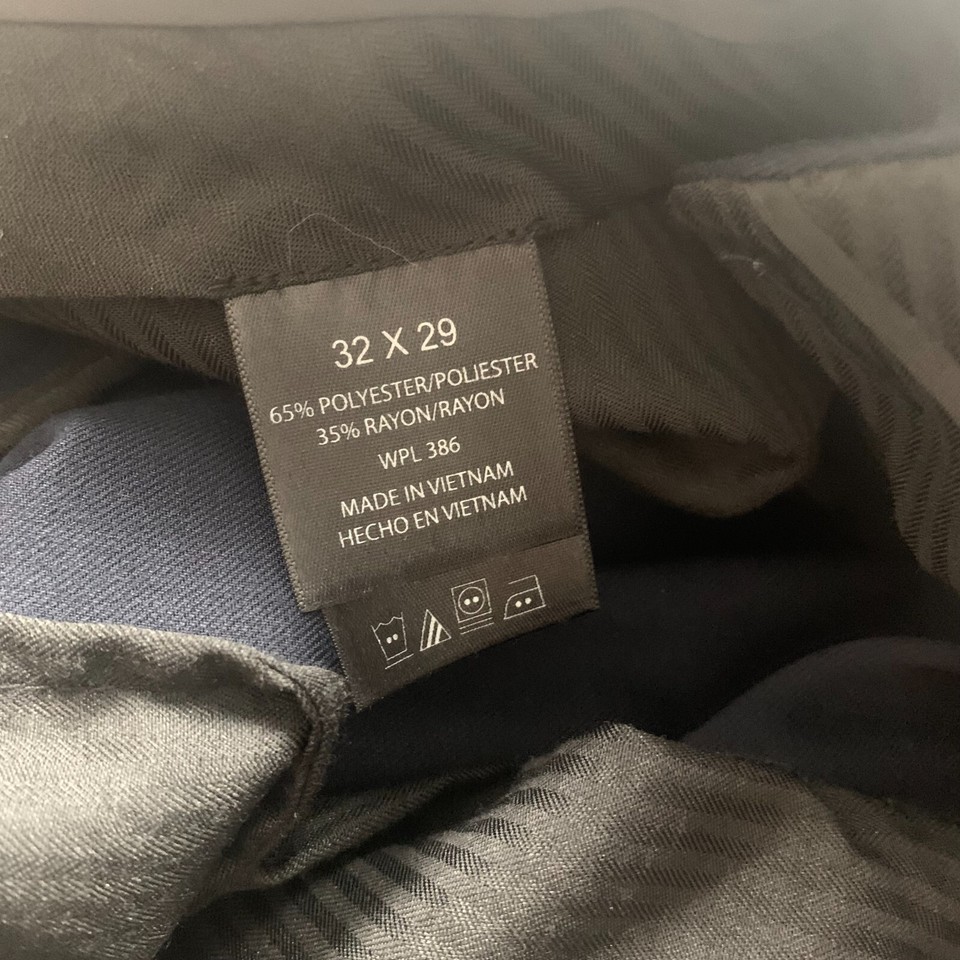 32 X 29
65% POLYESTER/POLIESTER
35% RAYON/RAYON
WPL 386
MADE IN VIETNAM
HECHO EN VIETNAM